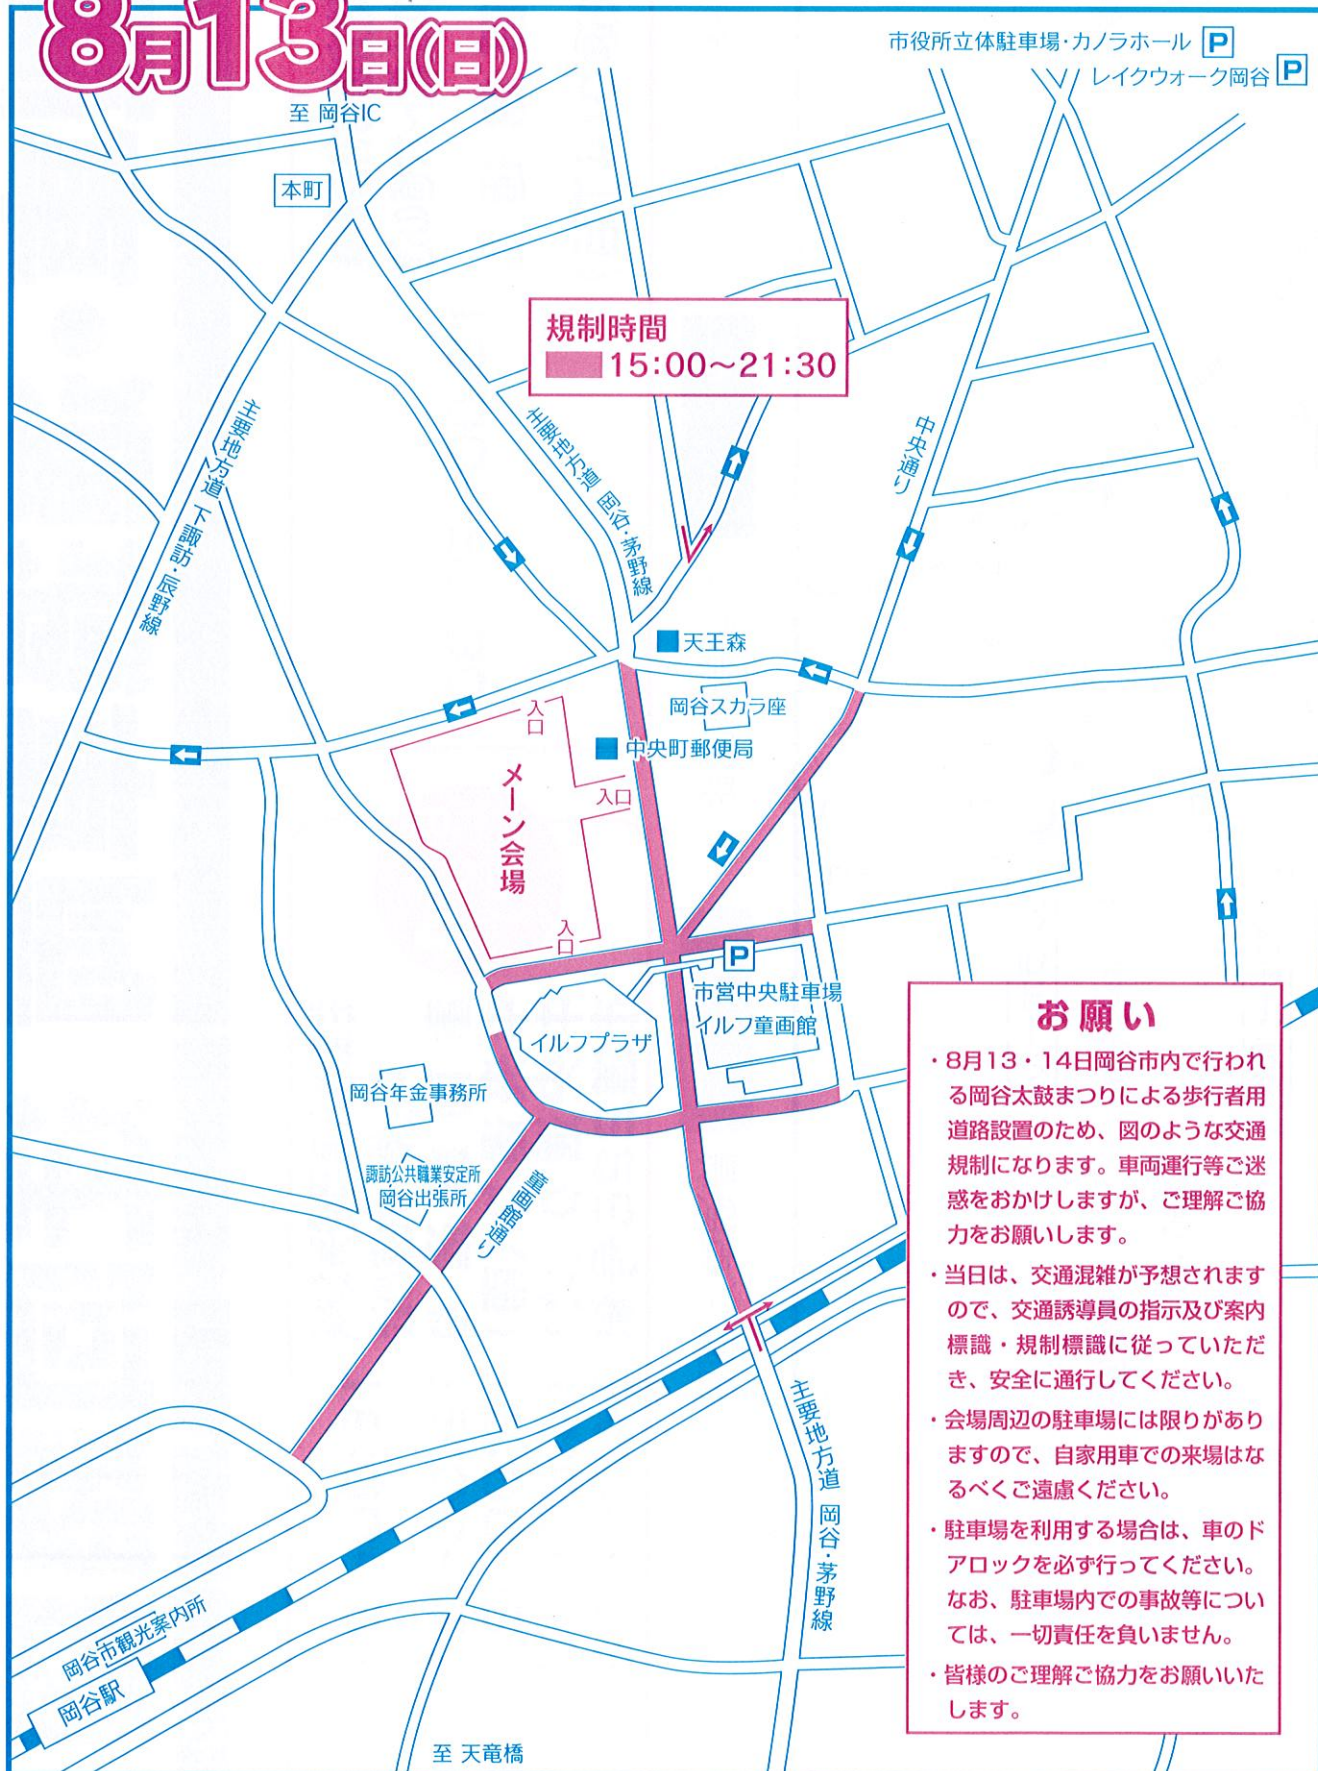 8月13日(日)
市役所立体駐車場・カノラホール P
レイクウォーク岡谷 P
至 岡谷IC
本町
規制時間
15:00～21:30
主要地方道 下諏訪・辰野線
主要地方道 岡谷・茅野線
中央通り
天王森
岡谷スカラ座
入口
中央町郵便局
メーン会場
入口
入口
P
市営中央駐車場
イルフ童画館
イルフプラザ
岡谷年金事務所
諏訪公共職業安定所
岡谷出張所
童画館通り
主要地方道 岡谷・茅野線
岡谷市観光案内所
岡谷駅
至 天竜橋
お願い
・8月13・14日岡谷市内で行われ
る岡谷太鼓まつりによる歩行者用
道路設置のため、図のような交通
規制になります。車両運行等ご迷
惑をおかけしますが、ご理解ご協
力をお願いします。
・当日は、交通混雑が予想されます
ので、交通誘導員の指示及び案内
標識・規制標識に従っていただ
き、安全に通行してください。
・会場周辺の駐車場には限りがあり
ますので、自家用車での来場はな
るべくご遠慮ください。
・駐車場を利用する場合は、車のド
アロックを必ず行ってください。
なお、駐車場内での事故等につい
ては、一切責任を負いません。
・皆様のご理解ご協力をお願いいた
します。